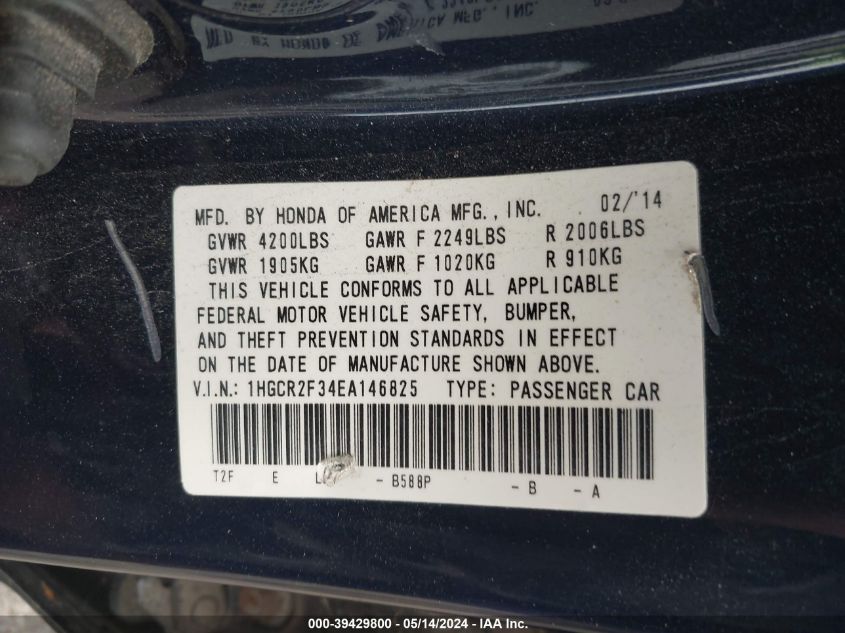 MFD. BY HONDA OF AMERICA MFG., INC. 02/'14
GVWR 4200LBS GAWR F 2249LBS R 2006LBS
GVWR 1905KG GAWR F 1020KG R 910KG
THIS VEHICLE CONFORMS TO ALL APPLICABLE
FEDERAL MOTOR VEHICLE SAFETY, BUMPER,
AND THEFT PREVENTION STANDARDS IN EFFECT
ON THE DATE OF MANUFACTURE SHOWN ABOVE.
V.I.N.: 1HGCR2F34EA146825 TYPE: PASSENGER CAR
T2F E - B588P - B - A
000-39429800 - 05/14/2024 - IAA Inc.